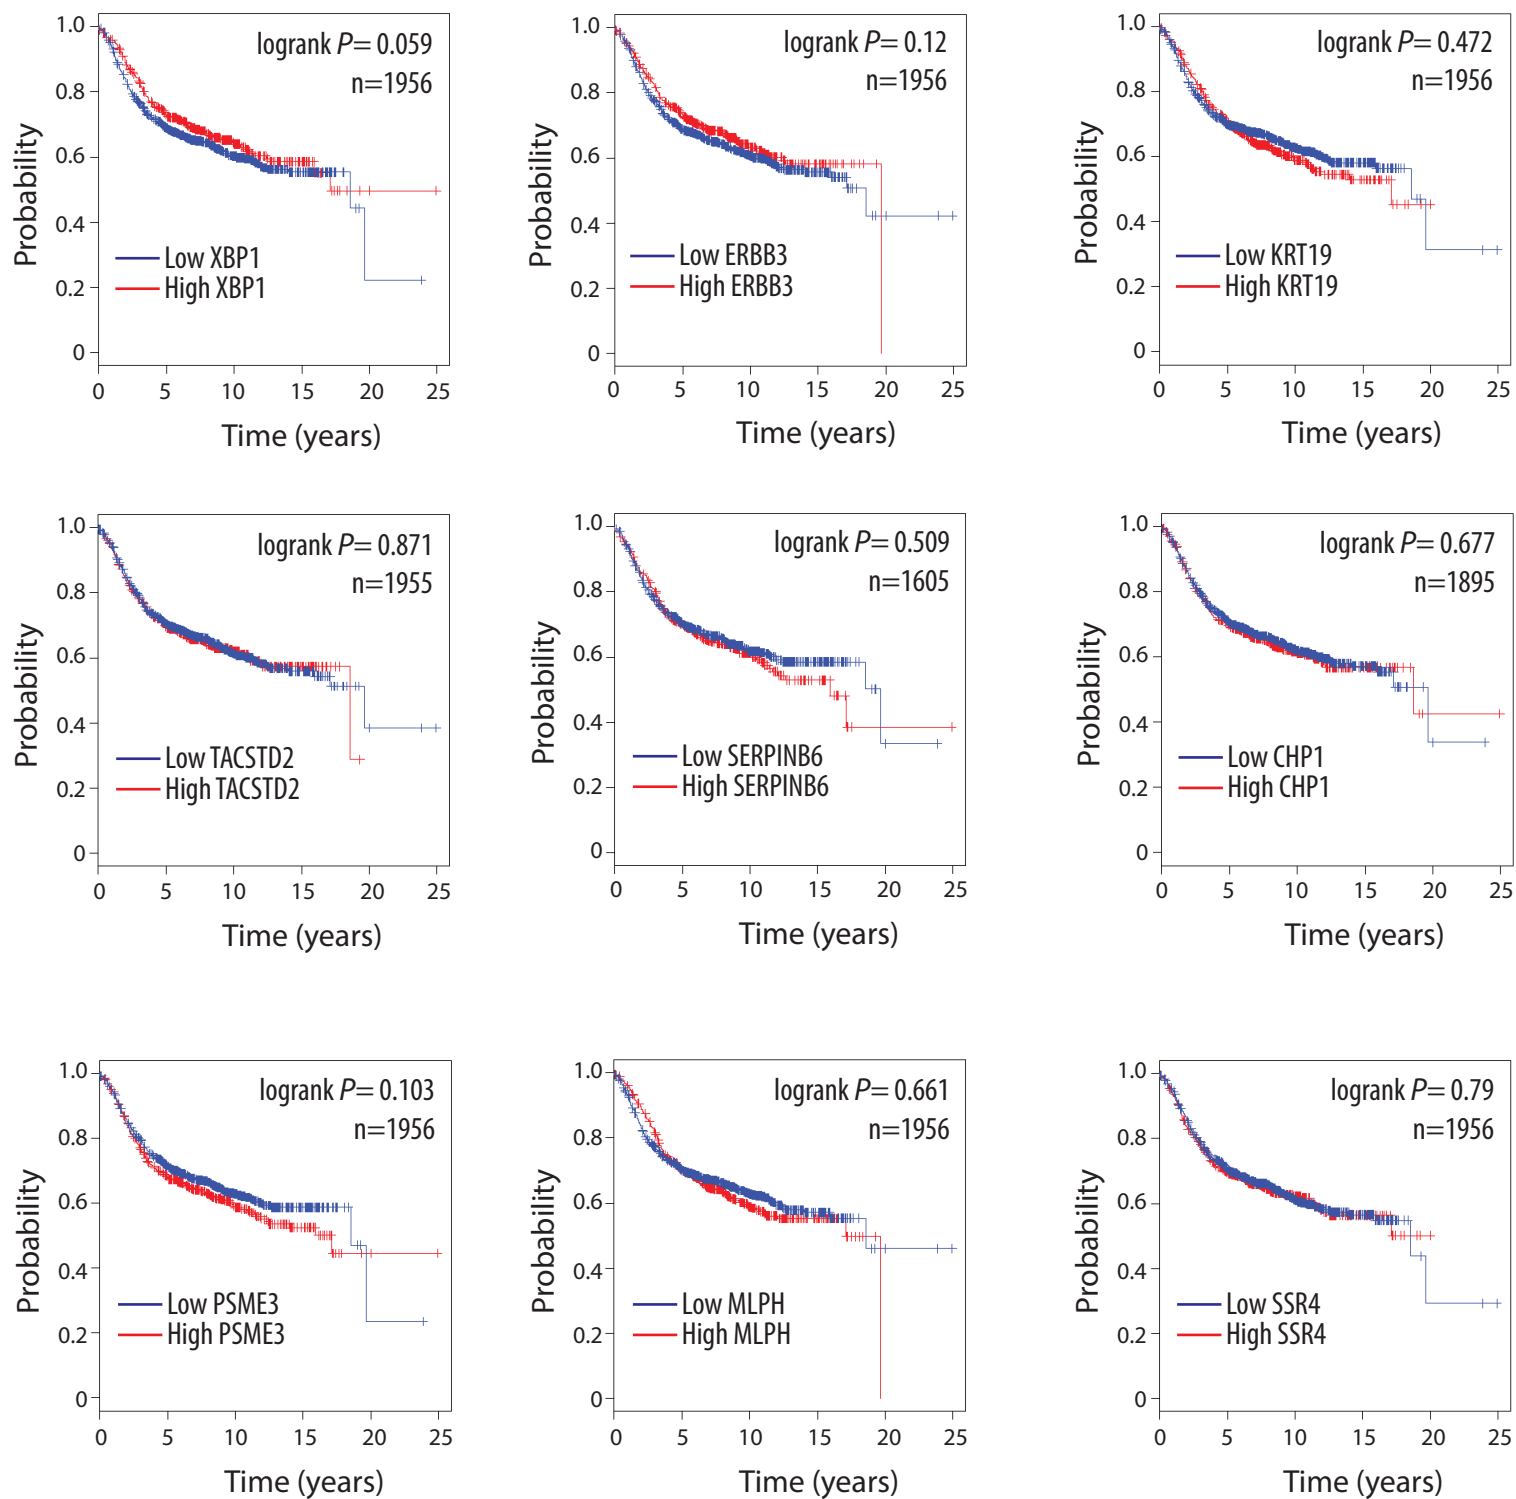 1.0
0.8
0.6
0.4
0.2
0
Probability
logrank P= 0.059
n=1956
Low XBP1
High XBP1
0 5 10 15 20 25
Time (years)
1.0
0.8
0.6
0.4
0.2
0
Probability
logrank P= 0.12
n=1956
Low ERBB3
High ERBB3
0 5 10 15 20 25
Time (years)
1.0
0.8
0.6
0.4
0.2
0
Probability
logrank P= 0.472
n=1956
Low KRT19
High KRT19
0 5 10 15 20 25
Time (years)
1.0
0.8
0.6
0.4
0.2
0
Probability
logrank P= 0.871
n=1955
Low TACSTD2
High TACSTD2
0 5 10 15 20 25
Time (years)
1.0
0.8
0.6
0.4
0.2
0
Probability
logrank P= 0.509
n=1605
Low SERPINB6
High SERPINB6
0 5 10 15 20 25
Time (years)
1.0
0.8
0.6
0.4
0.2
0
Probability
logrank P= 0.677
n=1895
Low CHP1
High CHP1
0 5 10 15 20 25
Time (years)
1.0
0.8
0.6
0.4
0.2
0
Probability
logrank P= 0.103
n=1956
Low PSME3
High PSME3
0 5 10 15 20 25
Time (years)
1.0
0.8
0.6
0.4
0.2
0
Probability
logrank P= 0.661
n=1956
Low MLPH
High MLPH
0 5 10 15 20 25
Time (years)
1.0
0.8
0.6
0.4
0.2
0
Probability
logrank P= 0.79
n=1956
Low SSR4
High SSR4
0 5 10 15 20 25
Time (years)